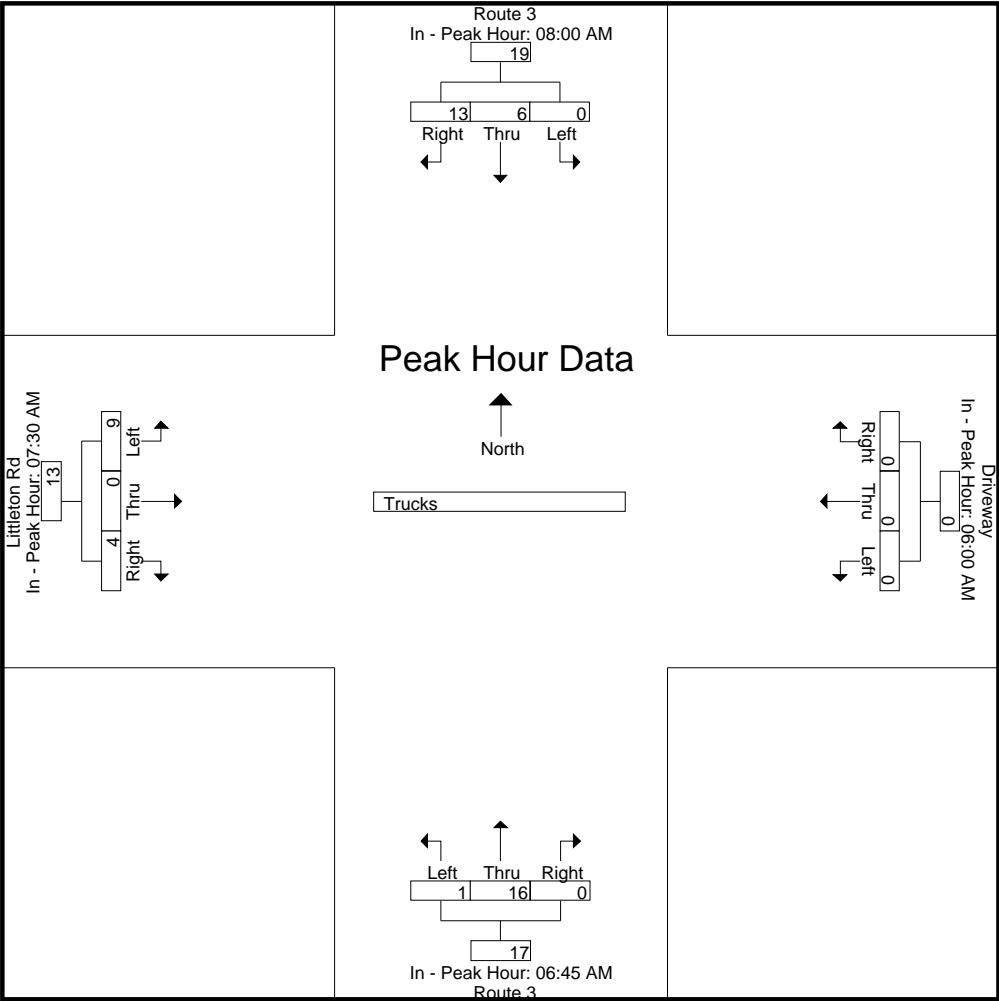 Route 3
In - Peak Hour: 08:00 AM
19
13 6 0
Right Thru Left
Peak Hour Data
North
Trucks
Littleton Rd
In - Peak Hour: 07:30 AM
13
9 0 4
Left Thru Right
Driveway
In - Peak Hour: 06:00 AM
0
0 0 0
Right Thru Left
Left Thru Right
1 16 0
17
In - Peak Hour: 06:45 AM
Route 3